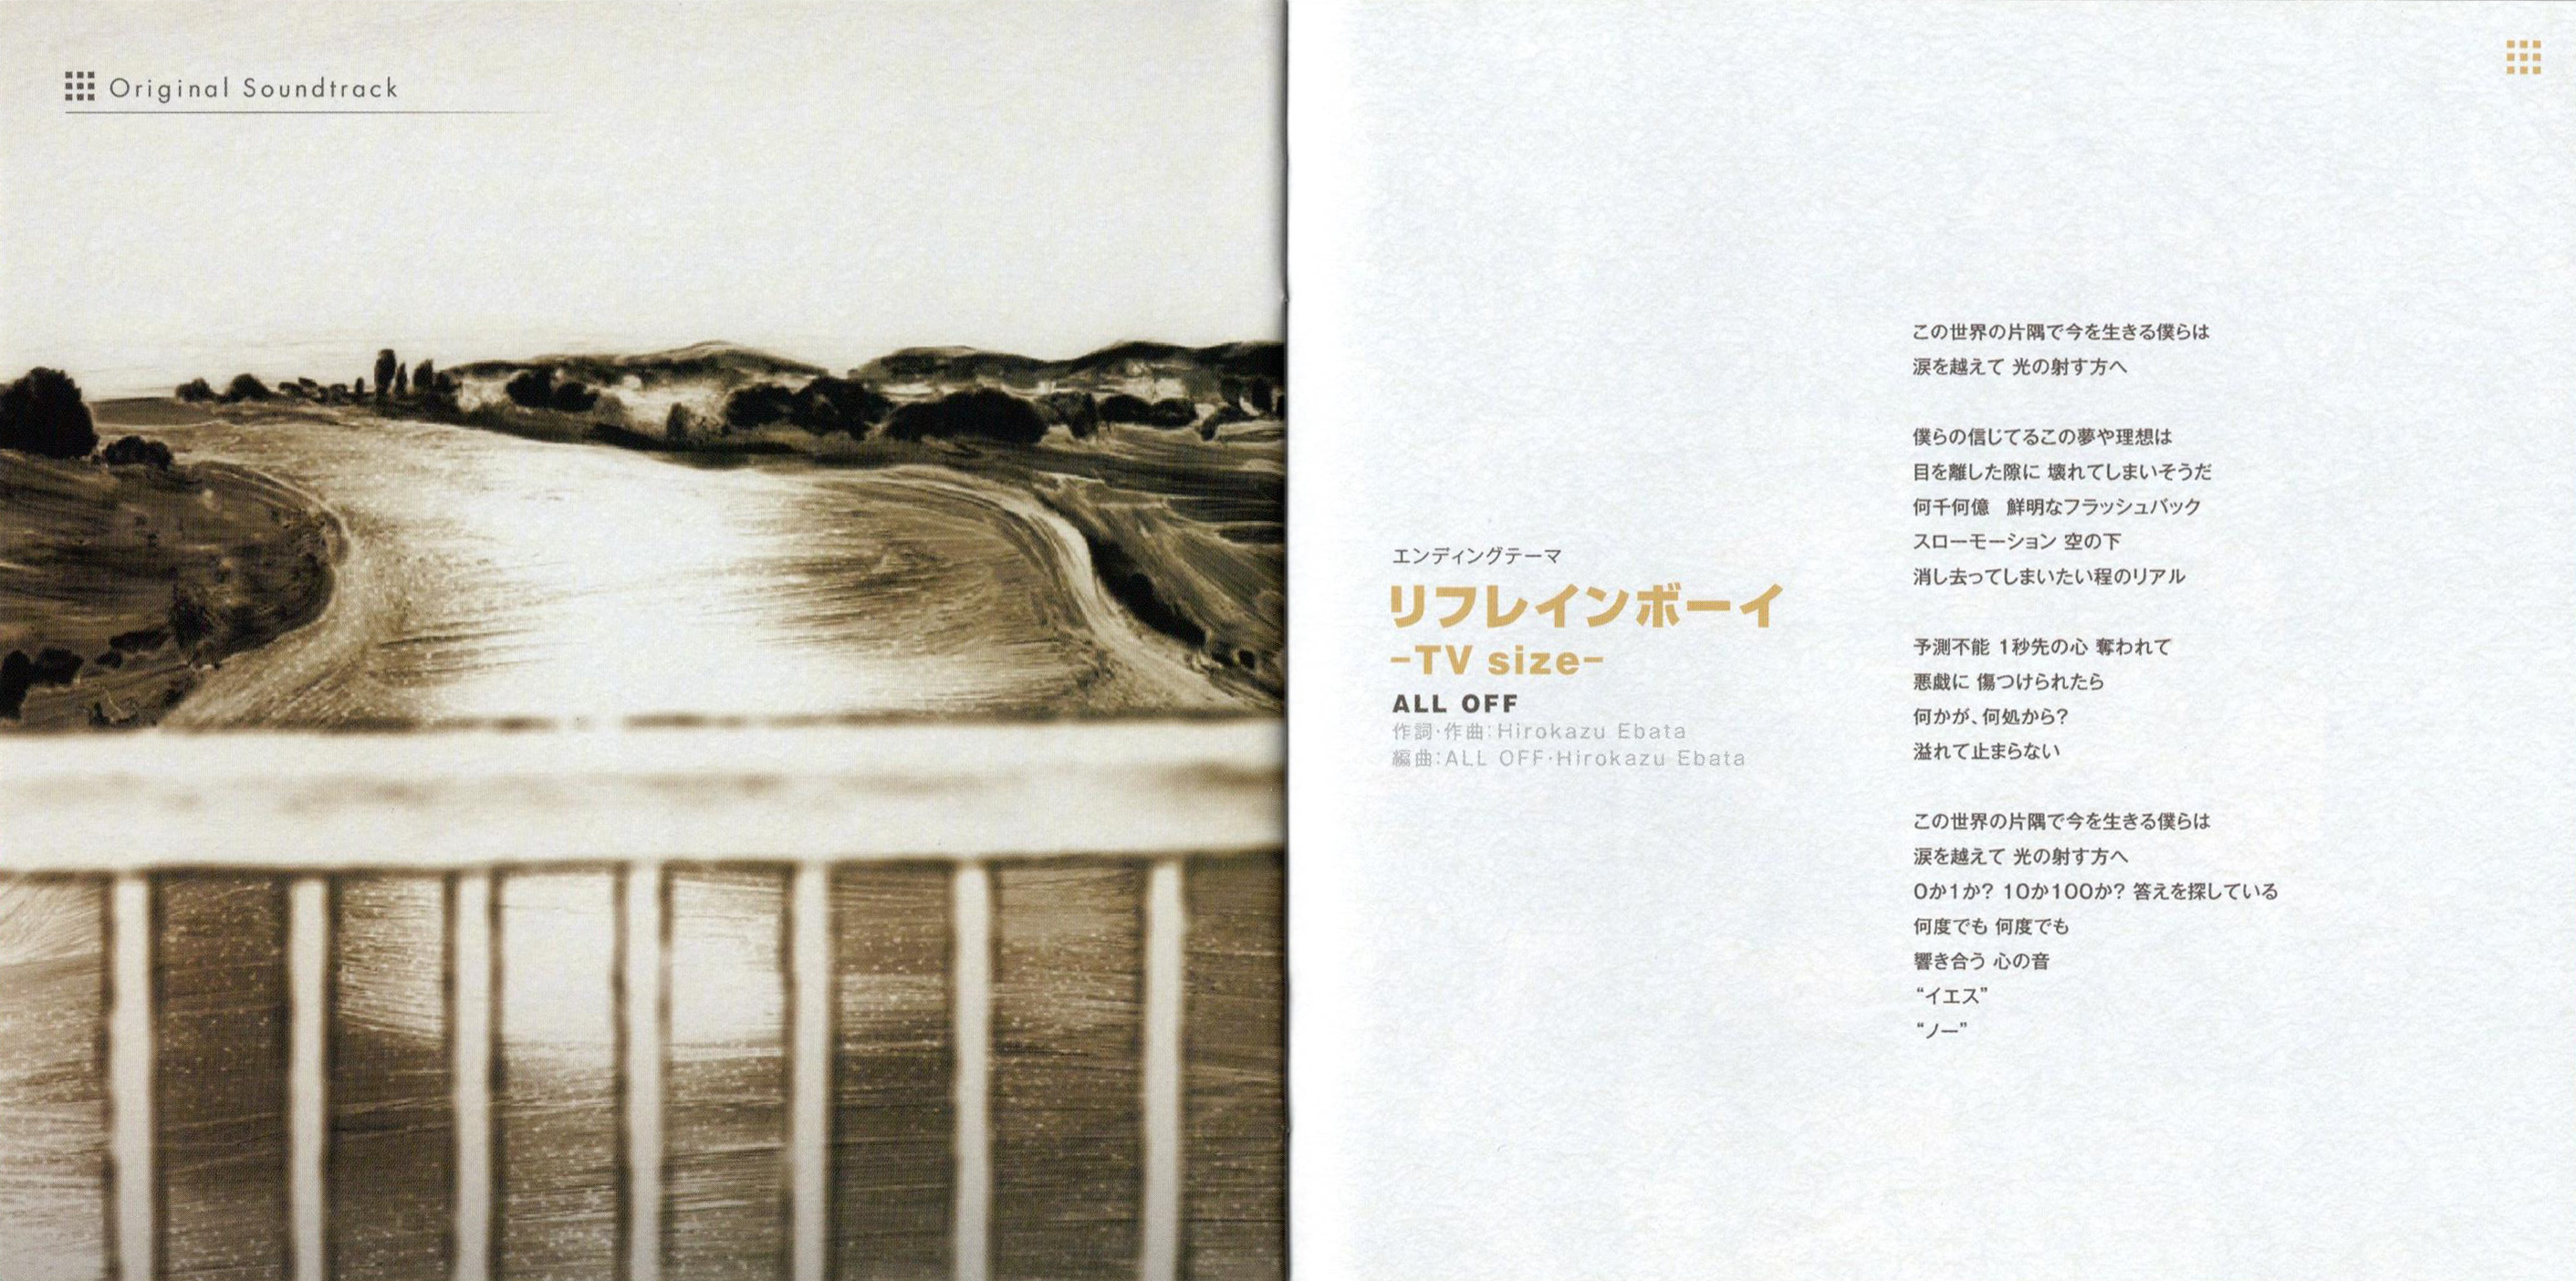 Original Soundtrack
エンディングテーマ
リフレインボーイ
-TV size-
ALL OFF
作詞・作曲:Hirokazu Ebata
編曲:ALL OFF・Hirokazu Ebata
この世界の片隅で今を生きる僕らは
涙を越えて 光の射す方へ
僕らの信じてるこの夢や理想は
目を離した隙に 壊れてしまいそうだ
何千何億　鮮明なフラッシュバック
スローモーション 空の下
消し去ってしまいたい程のリアル
予測不能 1秒先の心 奪われて
悪戯に 傷つけられたら
何かが、何処から?
溢れて止まらない
この世界の片隅で今を生きる僕らは
涙を越えて 光の射す方へ
0か1か? 10か100か? 答えを探している
何度でも 何度でも
響き合う 心の音
“イエス”
“ノー”